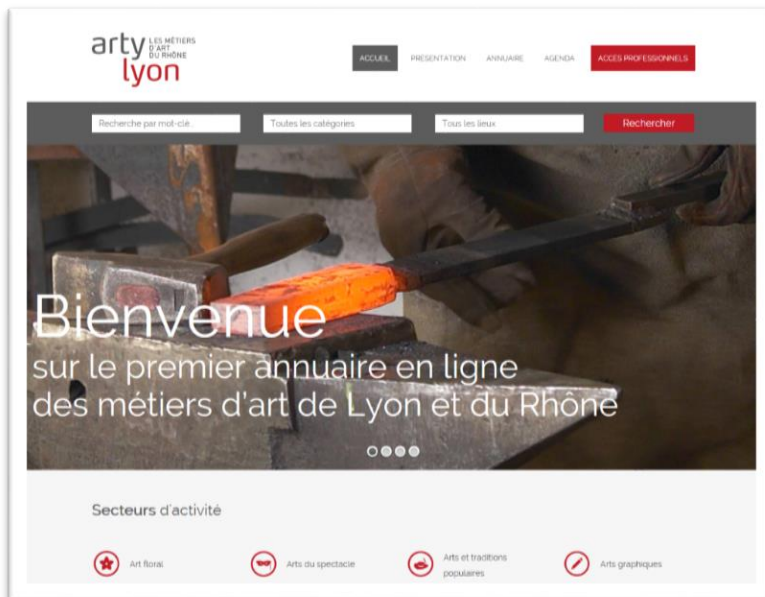 arty LES MÉTIERS
D'ART
DU RHÔNE
lyon
ACCUEIL PRESENTATION ANNUAIRE AGENDA ACCES PROFESSIONNELS
Recherche par mot-clé... Toutes les catégories Tous les lieux Rechercher
Bienvenue
sur le premier annuaire en ligne
des métiers d'art de Lyon et du Rhône
Secteurs d'activité
Art floral Arts du spectacle Arts et traditions
populaires Arts graphiques